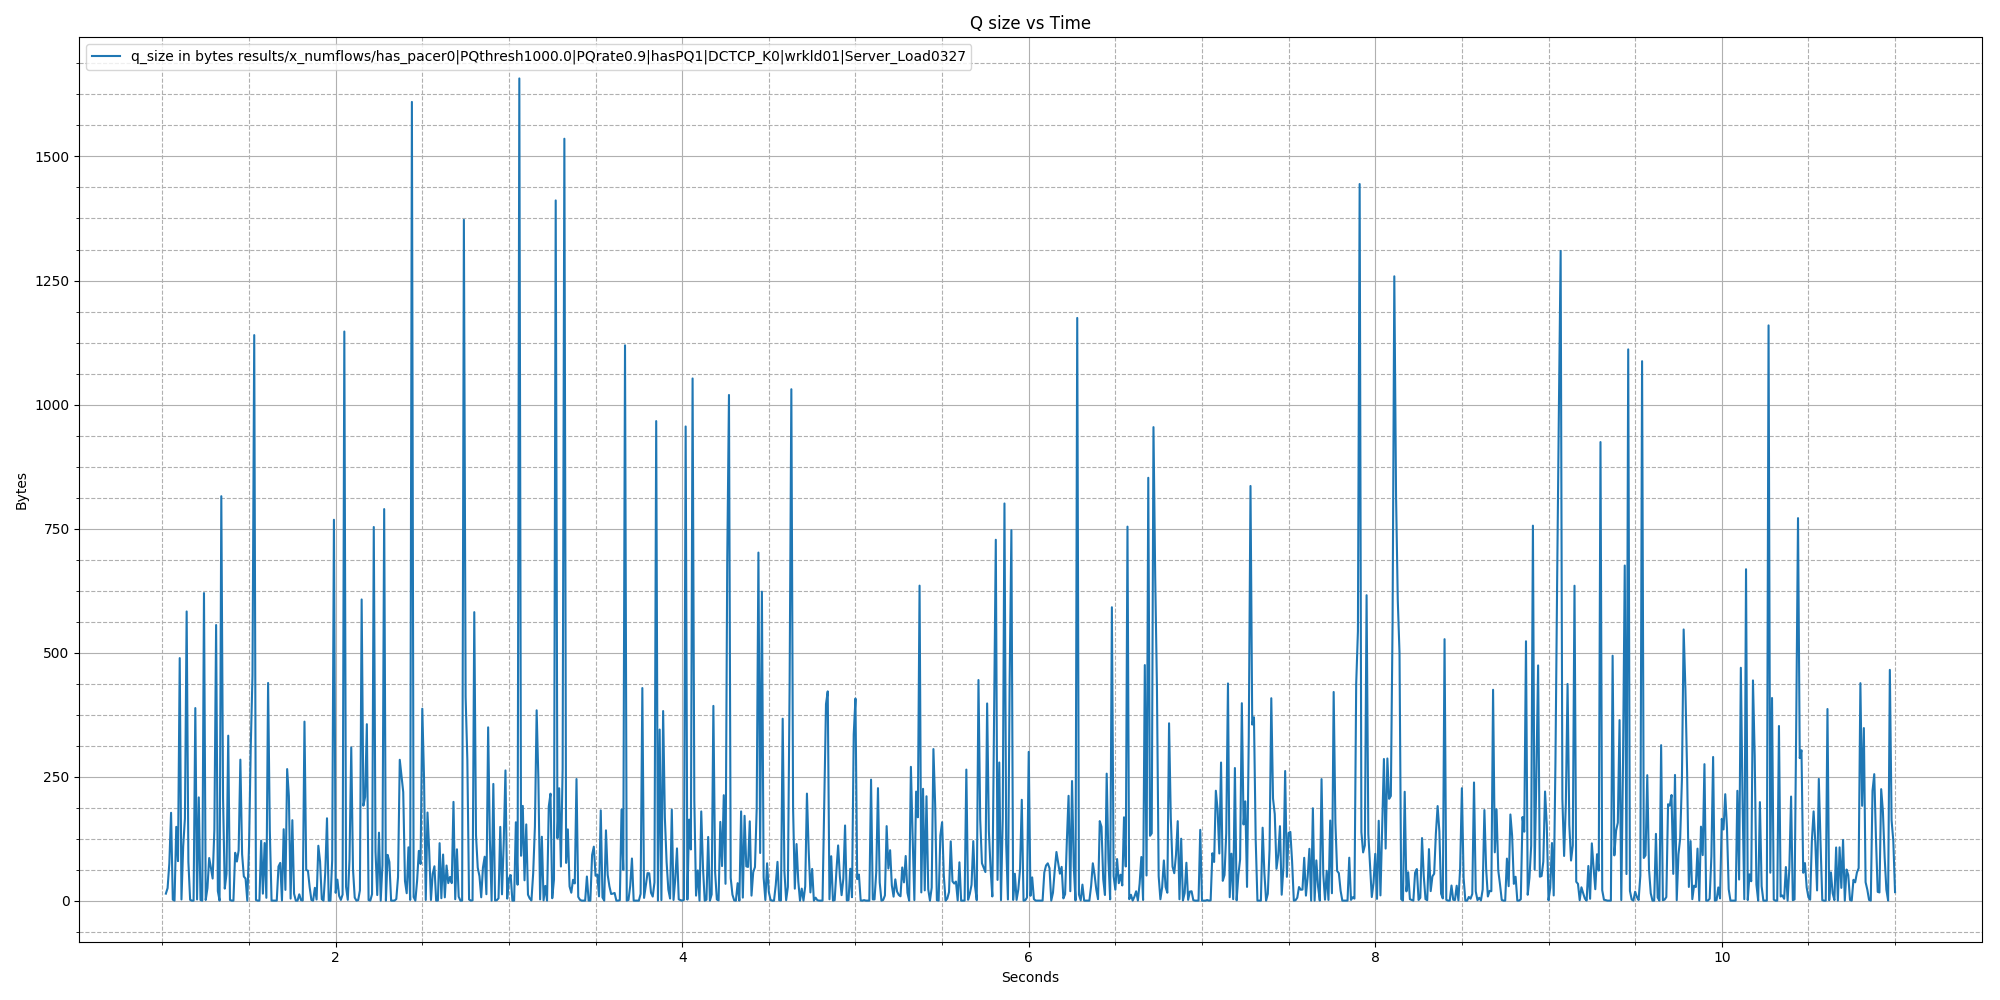 Q size vs Time
q_size in bytes results/x_numflows/has_pacer0|PQthresh1000.0|PQrate0.9|hasPQ1|DCTCP_K0|wrkld01|Server_Load0327
1500
1250
1000
750
500
250
0
Bytes
2 4 6 8 10
Seconds